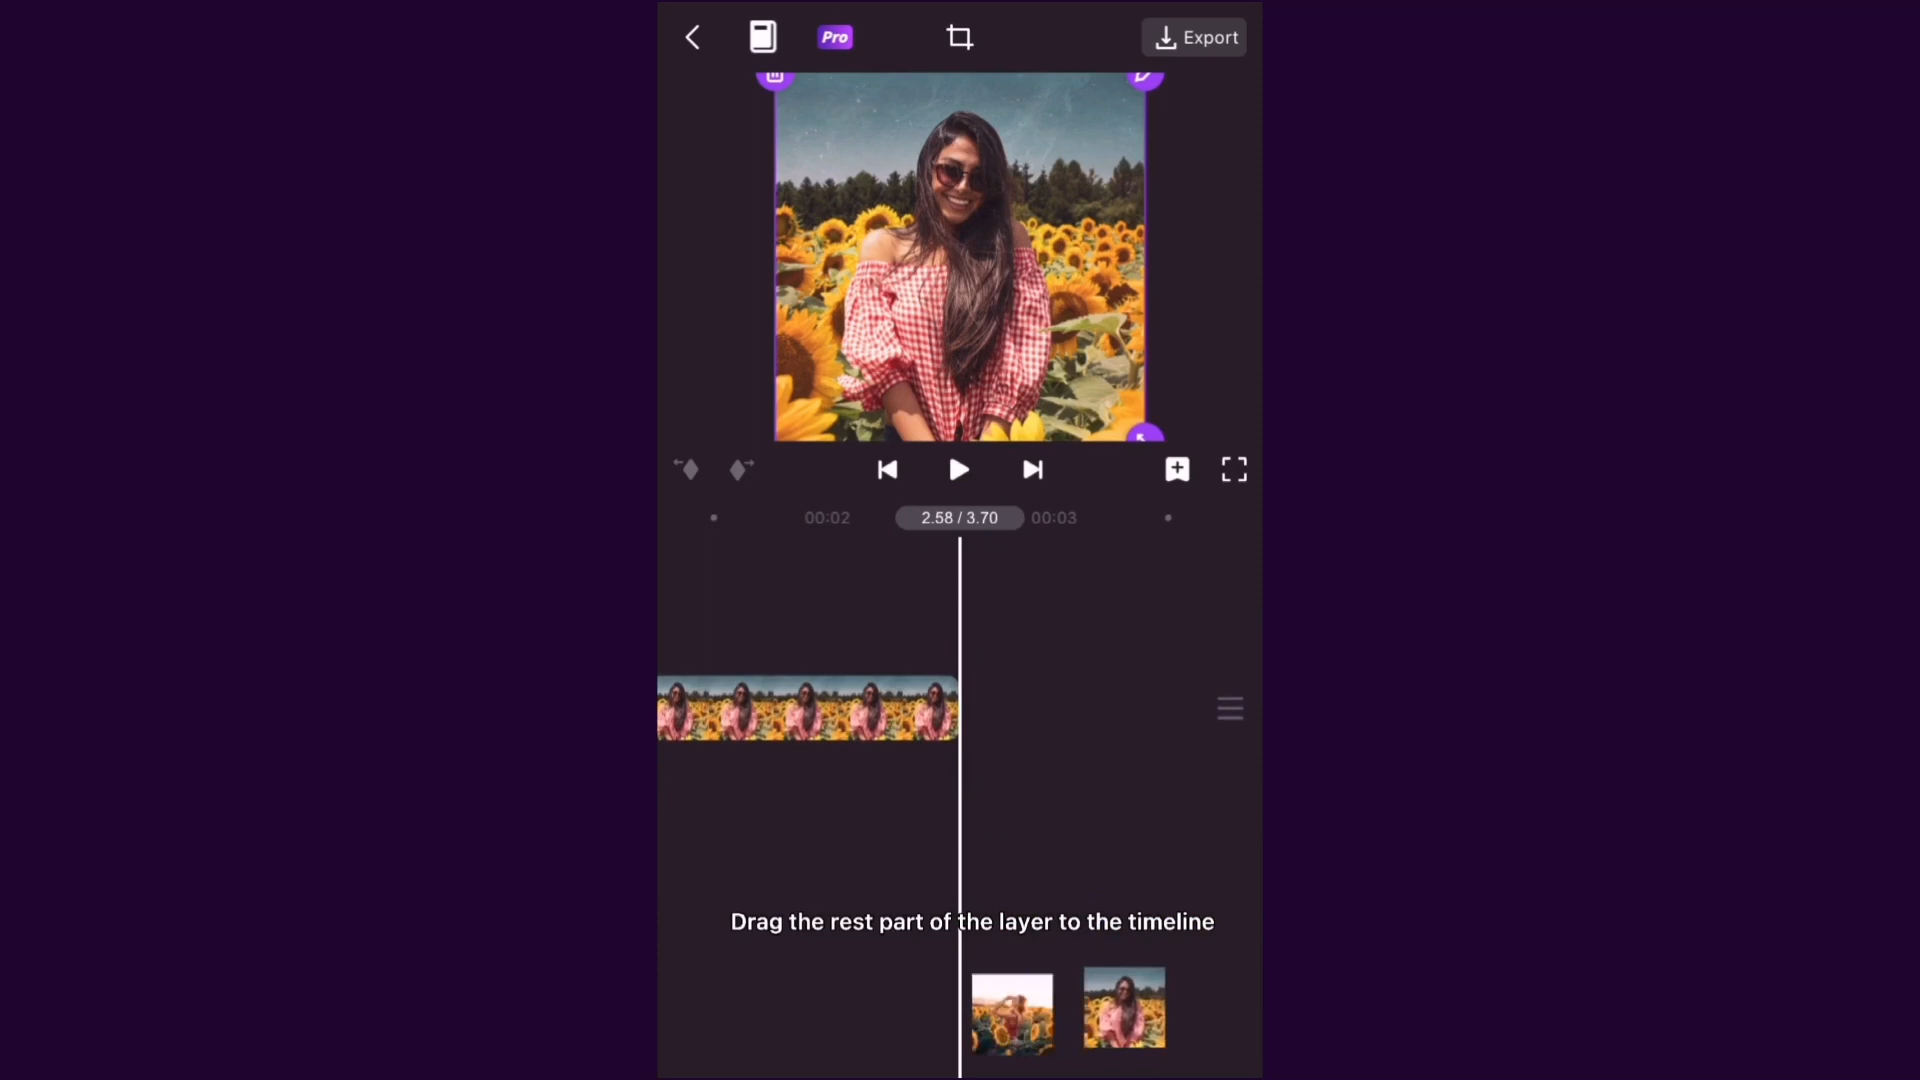 Pro
Export
00:02
2.58 / 3.70
00:03
Drag the rest part of the layer to the timeline